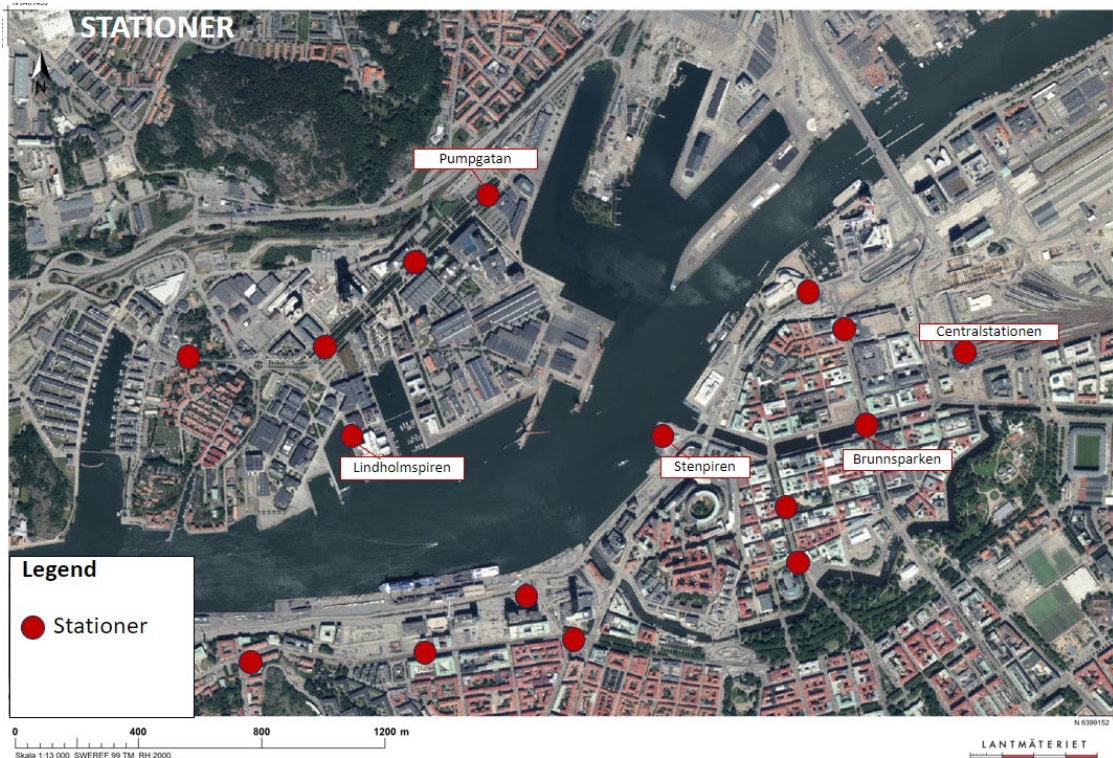 STATIONER
N
Pumpgatan
Centralstationen
Lindholmspiren
Stenpiren
Brunnsparken
Legend
Stationer
N 6399152
0 400 800 1200 m
Skala 1:13 000, SWEREF 99 TM, RH 2000.
LANTMÄTERIET